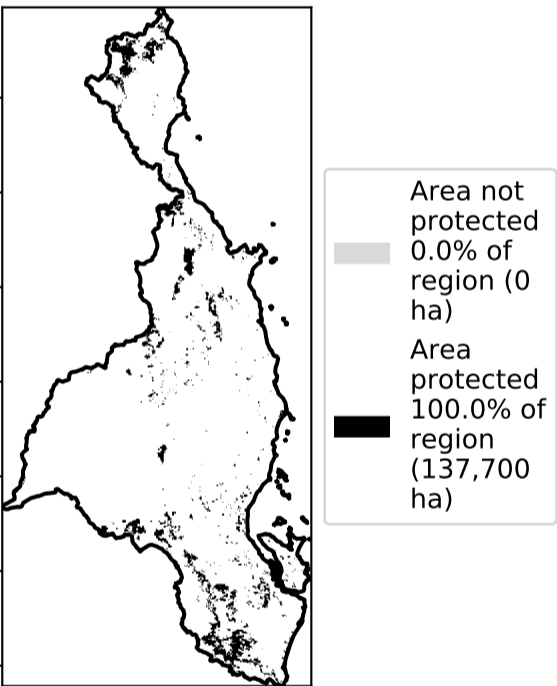 Area not
protected
0.0% of
region (0
ha)
Area
protected
100.0% of
region
(137,700
ha)